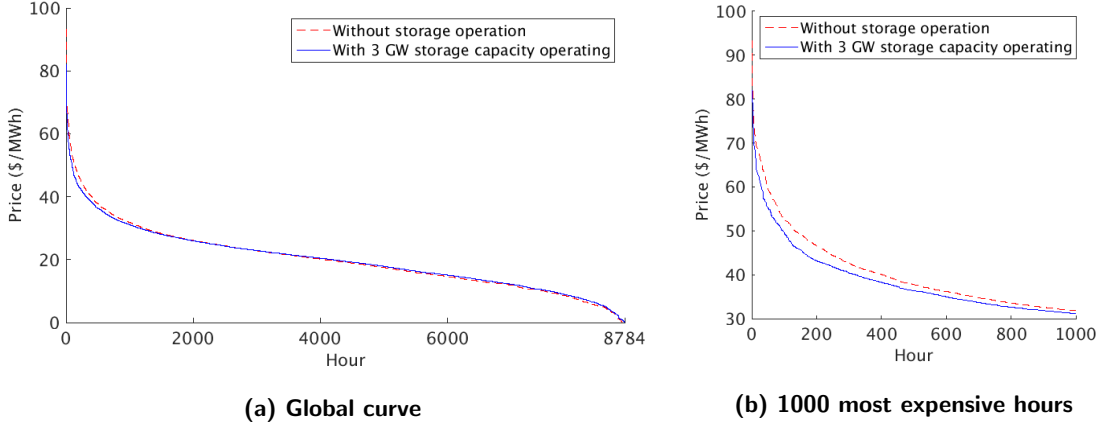 Without storage operation
With 3 GW storage capacity operating
100
80
60
40
20
0
Price ($/MWh)
0
2000
4000
6000
8784
Hour
(a) Global curve
Without storage operation
With 3 GW storage capacity operating
100
90
80
70
60
50
40
30
Price ($/MWh)
0
200
400
600
800
1000
Hour
(b) 1000 most expensive hours